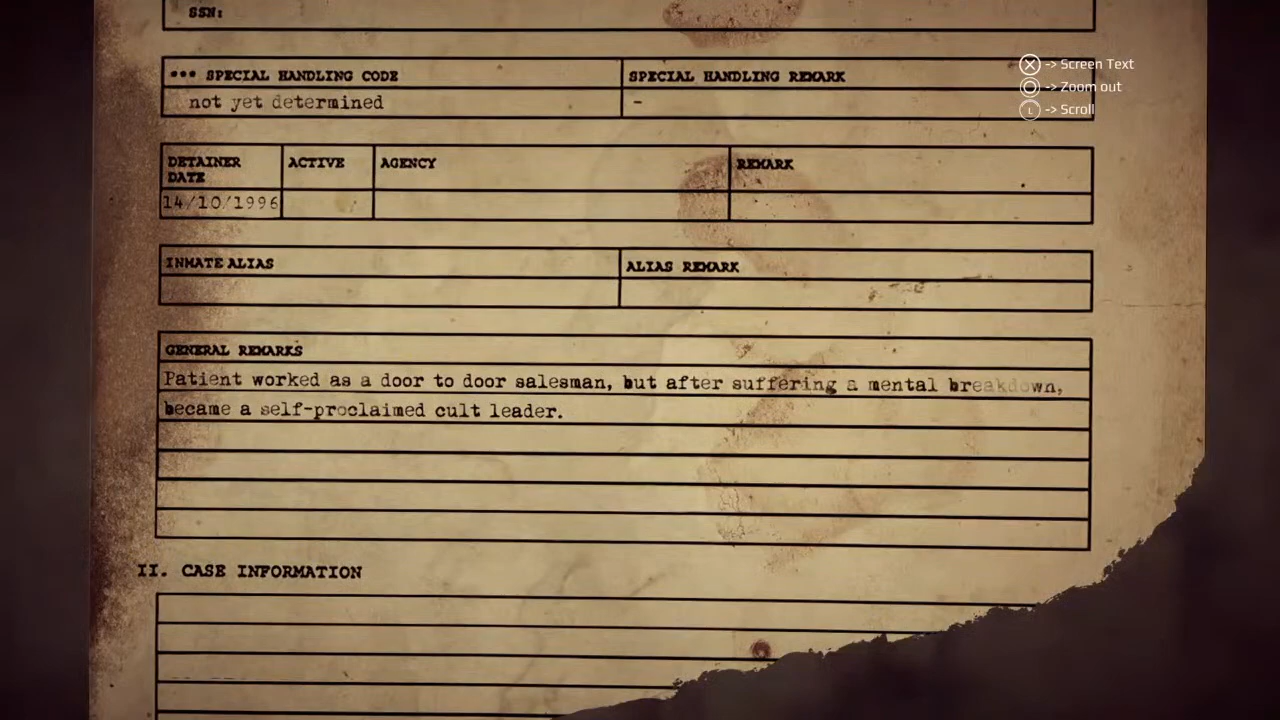 SSN:
-> Screen Text
-> Zoom out
L -> Scroll
*** SPECIAL HANDLING CODE SPECIAL HANDLING REMARK
not yet determined -
DETAINER DATE ACTIVE AGENCY REMARK
14/10/1996
INMATE ALIAS ALIAS REMARK
GENERAL REMARKS
Patient worked as a door to door salesman, but after suffering a mental breakdown,
became a self-proclaimed cult leader.
II. CASE INFORMATION